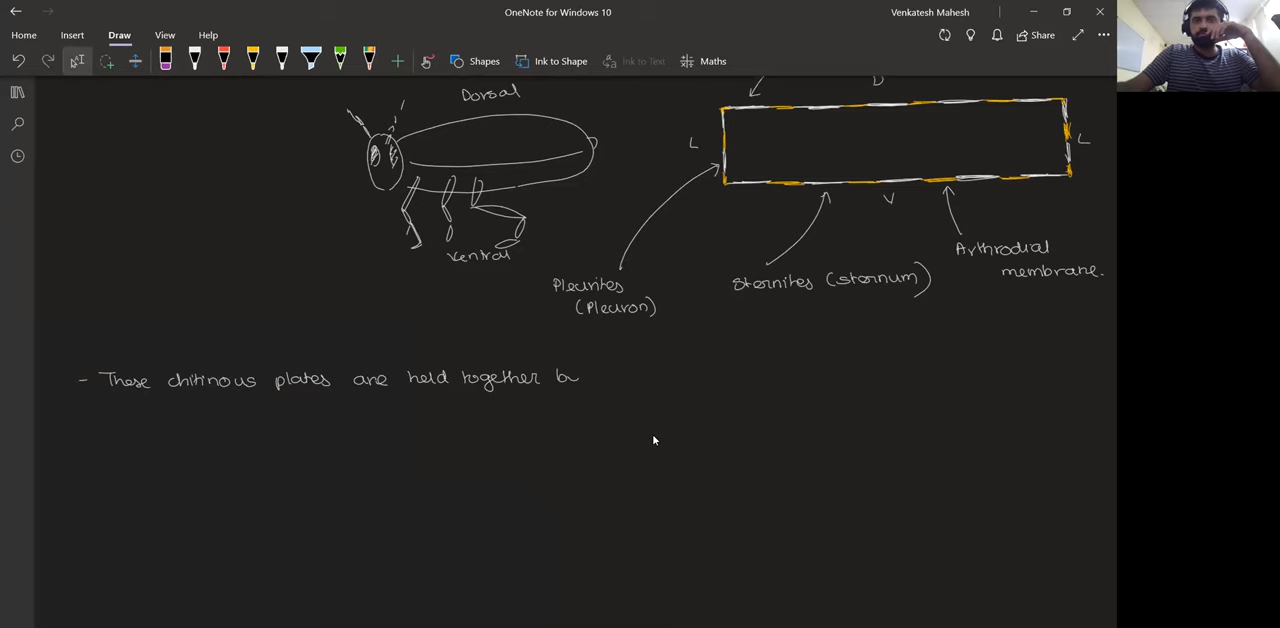 OneNote for Windows 10
Venkatesh Mahesh
Home Insert Draw View Help
Share
Shapes Ink to Shape Ink to Text Maths
Dorsal
D
L
L
V
Ventral
Arthrodial
membrane.
Pleurites
(Pleuron)
Sternites (sternum)
- These chitinous plates are held together b